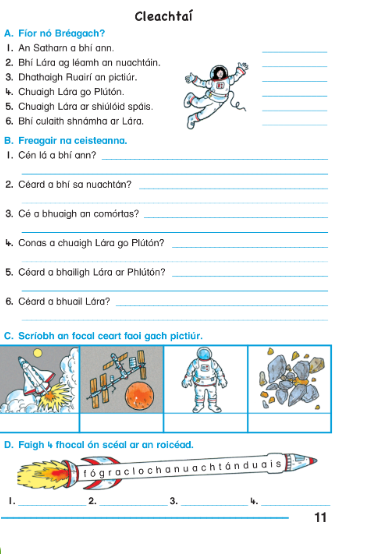 Cleachtaí
A. Fíor nó Bréagach?
1. An Satharn a bhí ann.
2. Bhí Lára ag léamh an nuachtáin.
3. Dhathaigh Ruairí an pictiúr.
4. Chuaigh Lára go Plútón.
5. Chuaigh Lára ar shiúlóid spáis.
6. Bhí culaith shnámha ar Lára.
B. Freagair na ceisteanna.
1. Cén lá a bhí ann?
2. Céard a bhí sa nuachtán?
3. Cé a bhuaigh an comórtas?
4. Conas a chuaigh Lára go Plútón?
5. Céard a bhailigh Lára ar Phlútón?
6. Céard a bhuail Lára?
C. Scríobh an focal ceart faoi gach pictiúr.
D. Faigh 4 fhocal ón scéal ar an roicéad.
fógraclochanuachtánduais
1. 2. 3. 4.
11